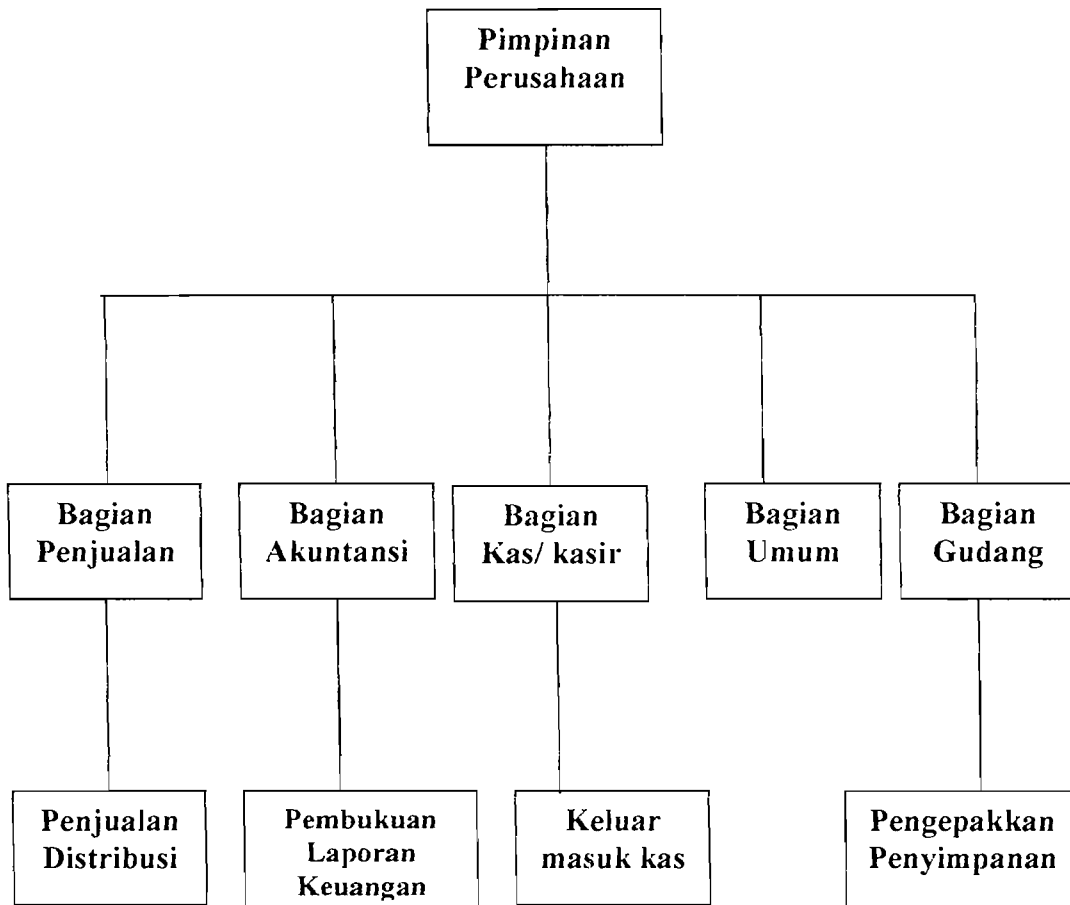 Pimpinan
Perusahaan
Bagian
Penjualan
Bagian
Akuntansi
Bagian
Kas/ kasir
Bagian
Umum
Bagian
Gudang
Penjualan
Distribusi
Pembukuan
Laporan
Keuangan
Keluar
masuk kas
Pengepakkan
Penyimpanan